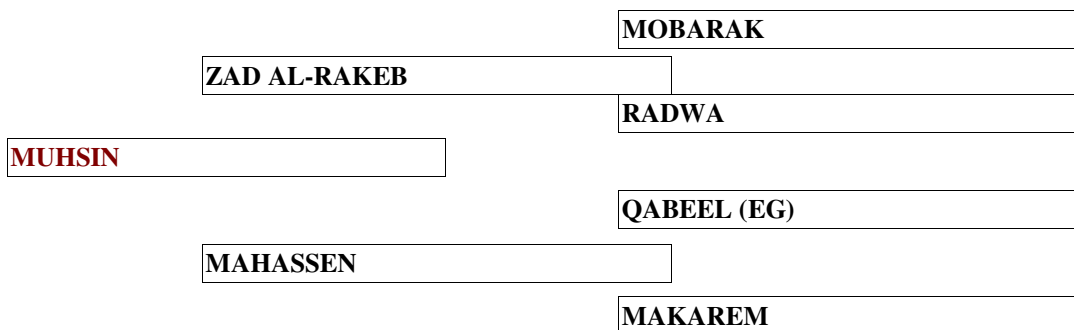 MOBARAK
ZAD AL-RAKEB
RADWA
MUHSIN
QABEEL (EG)
MAHASSEN
MAKAREM